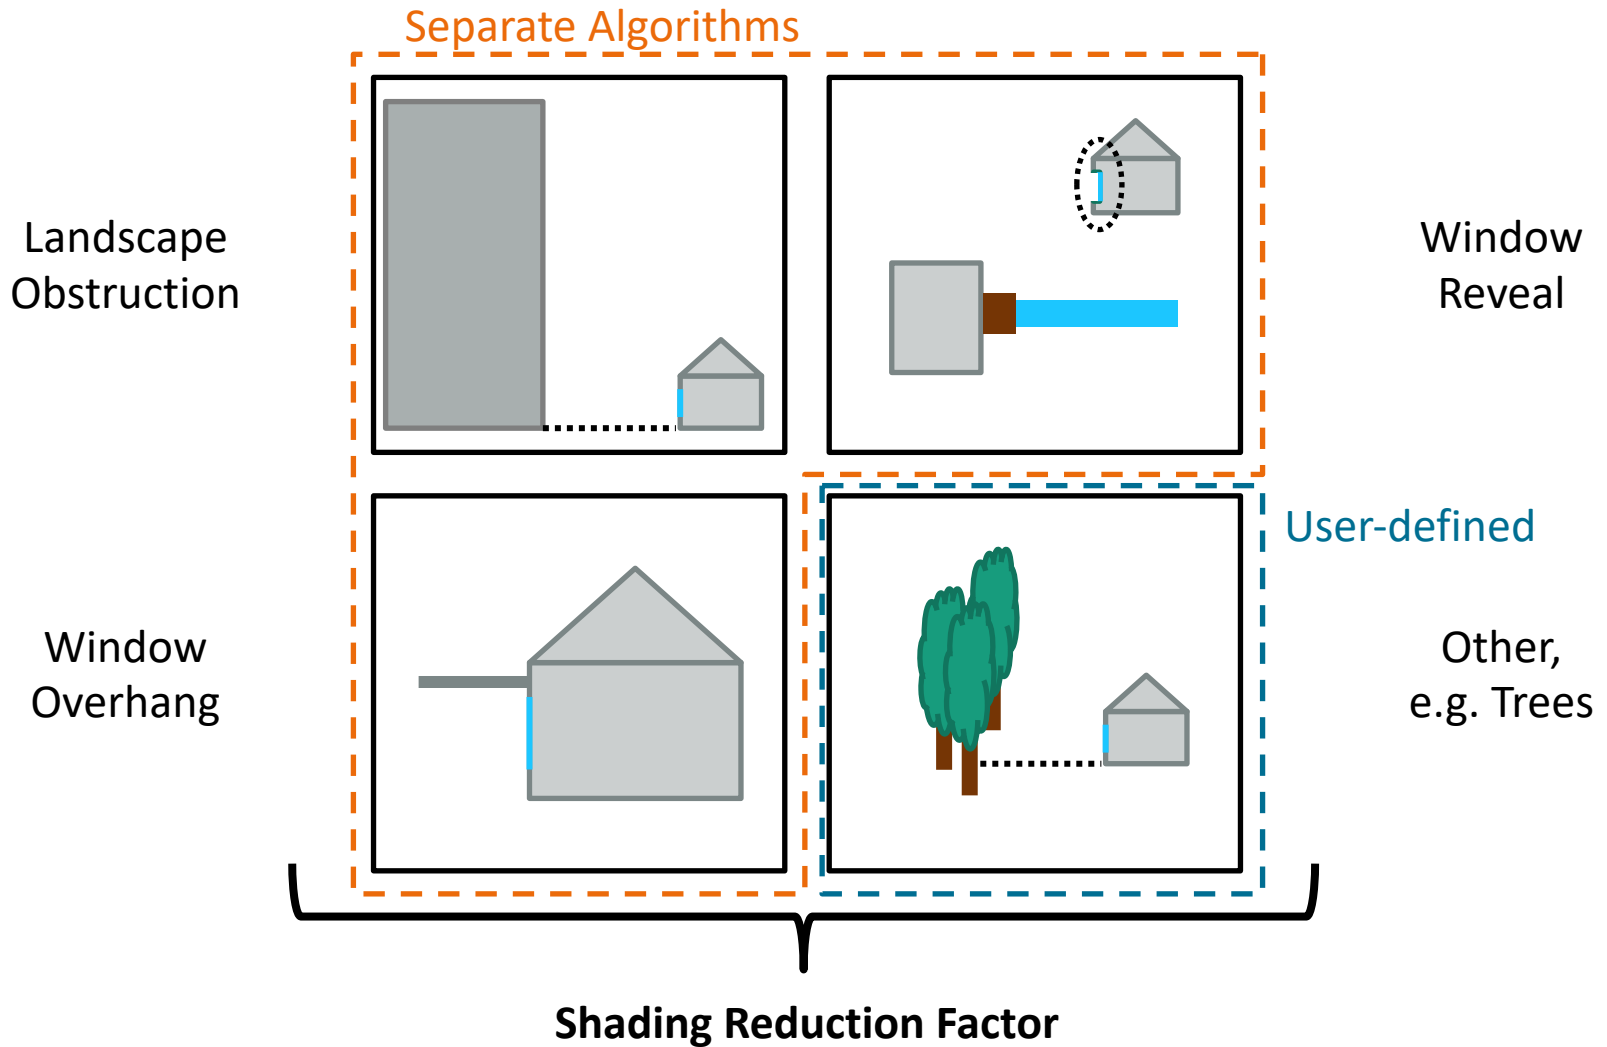 Separate Algorithms
Landscape
Obstruction
Window
Reveal
User-defined
Window
Overhang
Other,
e.g. Trees
Shading Reduction Factor